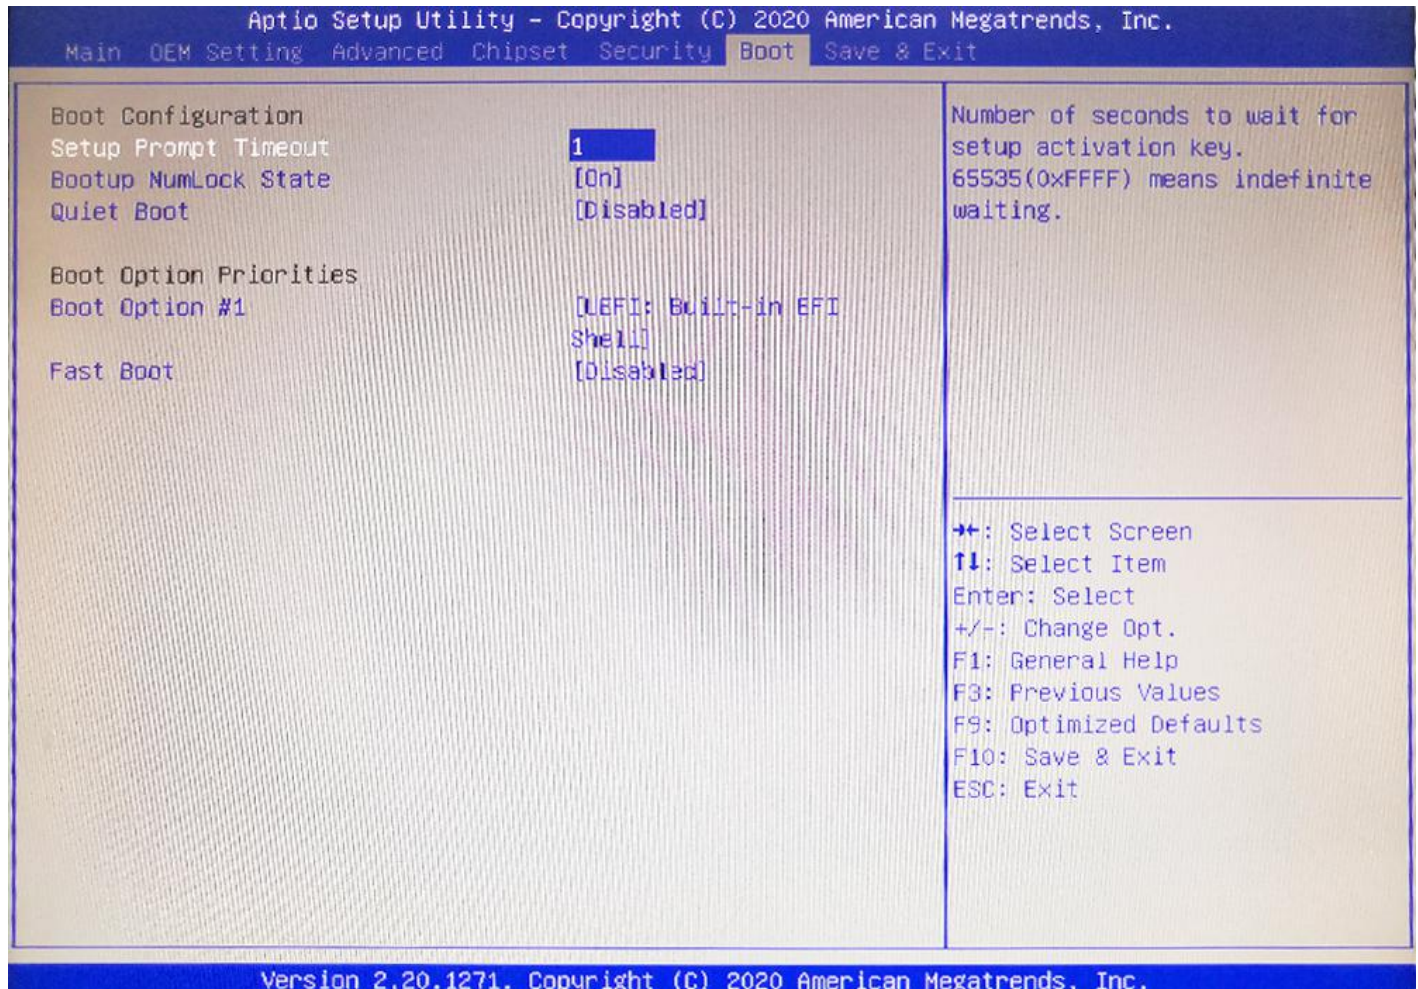 Aptio Setup Utility – Copyright (C) 2020 American Megatrends, Inc.
Main OEM Setting Advanced Chipset Security Boot Save & Exit
Boot Configuration
Setup Prompt Timeout 1
Bootup NumLock State [On]
Quiet Boot [Disabled]
Boot Option Priorities
Boot Option #1 [UEFI: Built-in EFI
Shell]
Fast Boot [Disabled]
Number of seconds to wait for
setup activation key.
65535(0xFFFF) means indefinite
waiting.
→←: Select Screen
↑↓: Select Item
Enter: Select
+/-: Change Opt.
F1: General Help
F3: Previous Values
F9: Optimized Defaults
F10: Save & Exit
ESC: Exit
Version 2.20.1271. Copyright (C) 2020 American Megatrends, Inc.